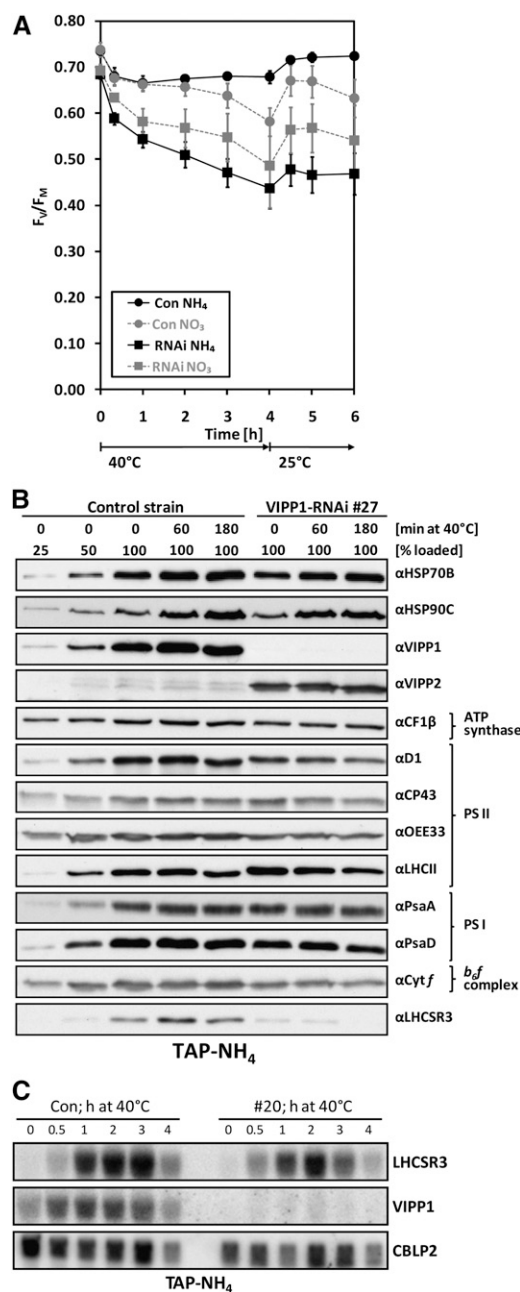 A
0.80
0.70
0.60
0.50
0.40
0.30
0.20
0.10
0.00
Fᵥ/Fₘ
Con NH₄
Con NO₃
RNAi NH₄
RNAi NO₃
0 1 2 3 4 5 6
Time [h]
40°C 25°C
B
Control strain VIPP1-RNAi #27
0 0 0 60 180 0 60 180 [min at 40°C]
25 50 100 100 100 100 100 100 [% loaded]
αHSP70B
αHSP90C
αVIPP1
αVIPP2
αCF1β ATP synthase
αD1
αCP43
αOEE33
αLHCII
PS II
αPsaA
αPsaD
PS I
αCyt f b₆f complex
αLHCSR3
TAP-NH₄
C
Con; h at 40°C #20; h at 40°C
0 0.5 1 2 3 4 0 0.5 1 2 3 4
LHCSR3
VIPP1
CBLP2
TAP-NH₄